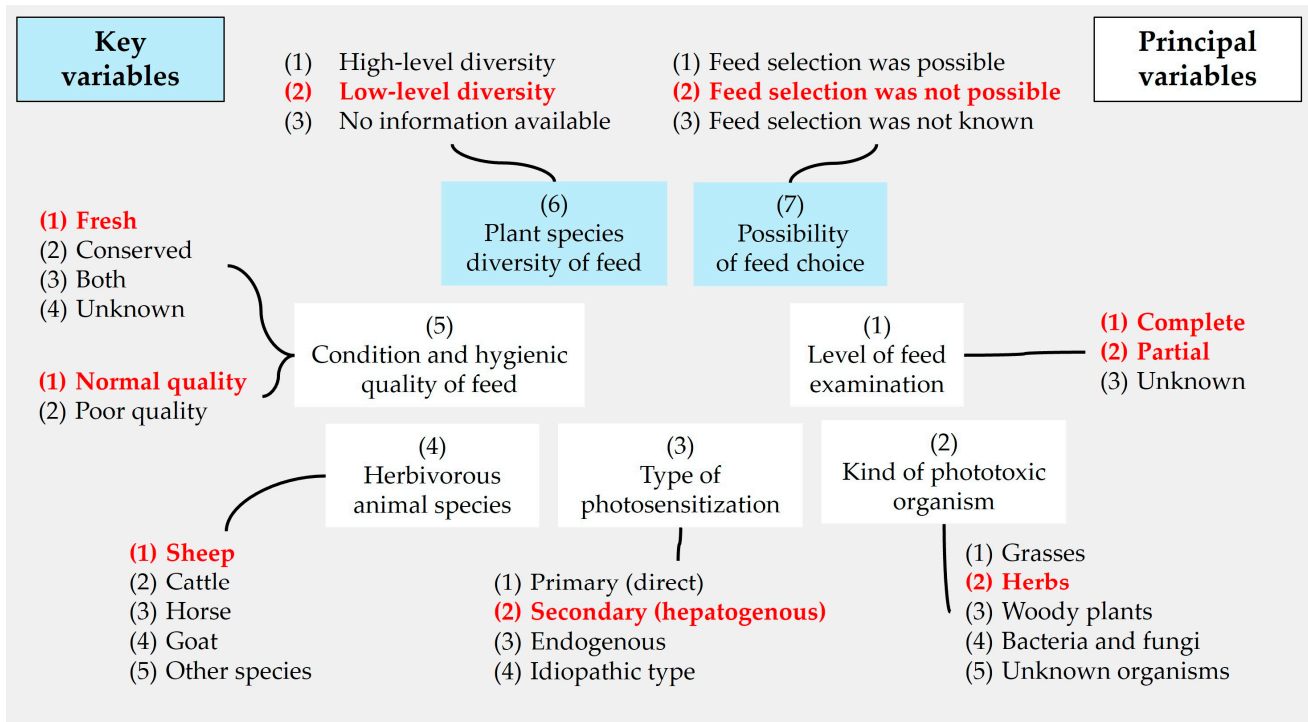 Key
variables
(1) High-level diversity
(2) Low-level diversity
(3) No information available
(1) Feed selection was possible
(2) Feed selection was not possible
(3) Feed selection was not known
Principal
variables
(6)
Plant species
diversity of feed
(7)
Possibility
of feed choice
(1) Fresh
(2) Conserved
(3) Both
(4) Unknown
(1) Normal quality
(2) Poor quality
(5)
Condition and hygienic
quality of feed
(1)
Level of feed
examination
(1) Complete
(2) Partial
(3) Unknown
(4)
Herbivorous
animal species
(3)
Type of
photosensitization
(2)
Kind of phototoxic
organism
(1) Sheep
(2) Cattle
(3) Horse
(4) Goat
(5) Other species
(1) Primary (direct)
(2) Secondary (hepatogenous)
(3) Endogenous
(4) Idiopathic type
(1) Grasses
(2) Herbs
(3) Woody plants
(4) Bacteria and fungi
(5) Unknown organisms